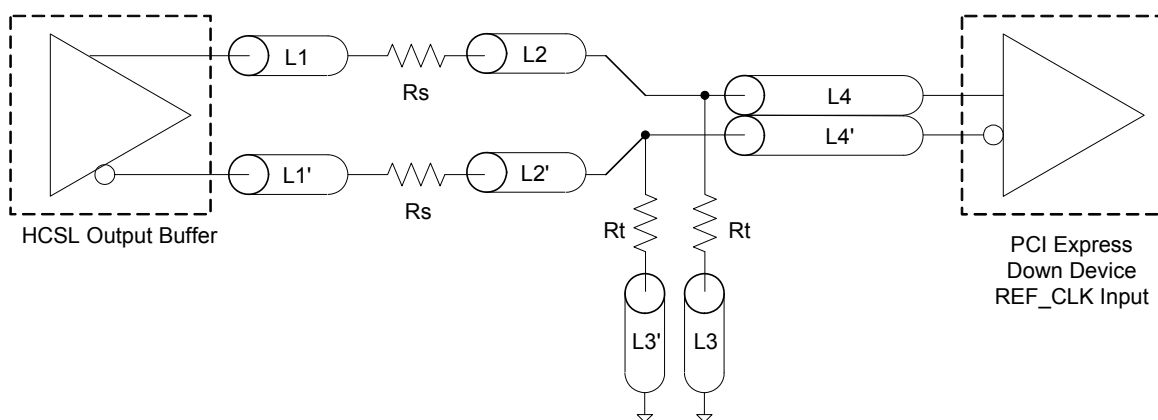 L1
Rs
L2
L4
L4'
L1'
Rs
L2'
HCSL Output Buffer
Rt
Rt
L3'
L3
PCI Express
Down Device
REF_CLK Input